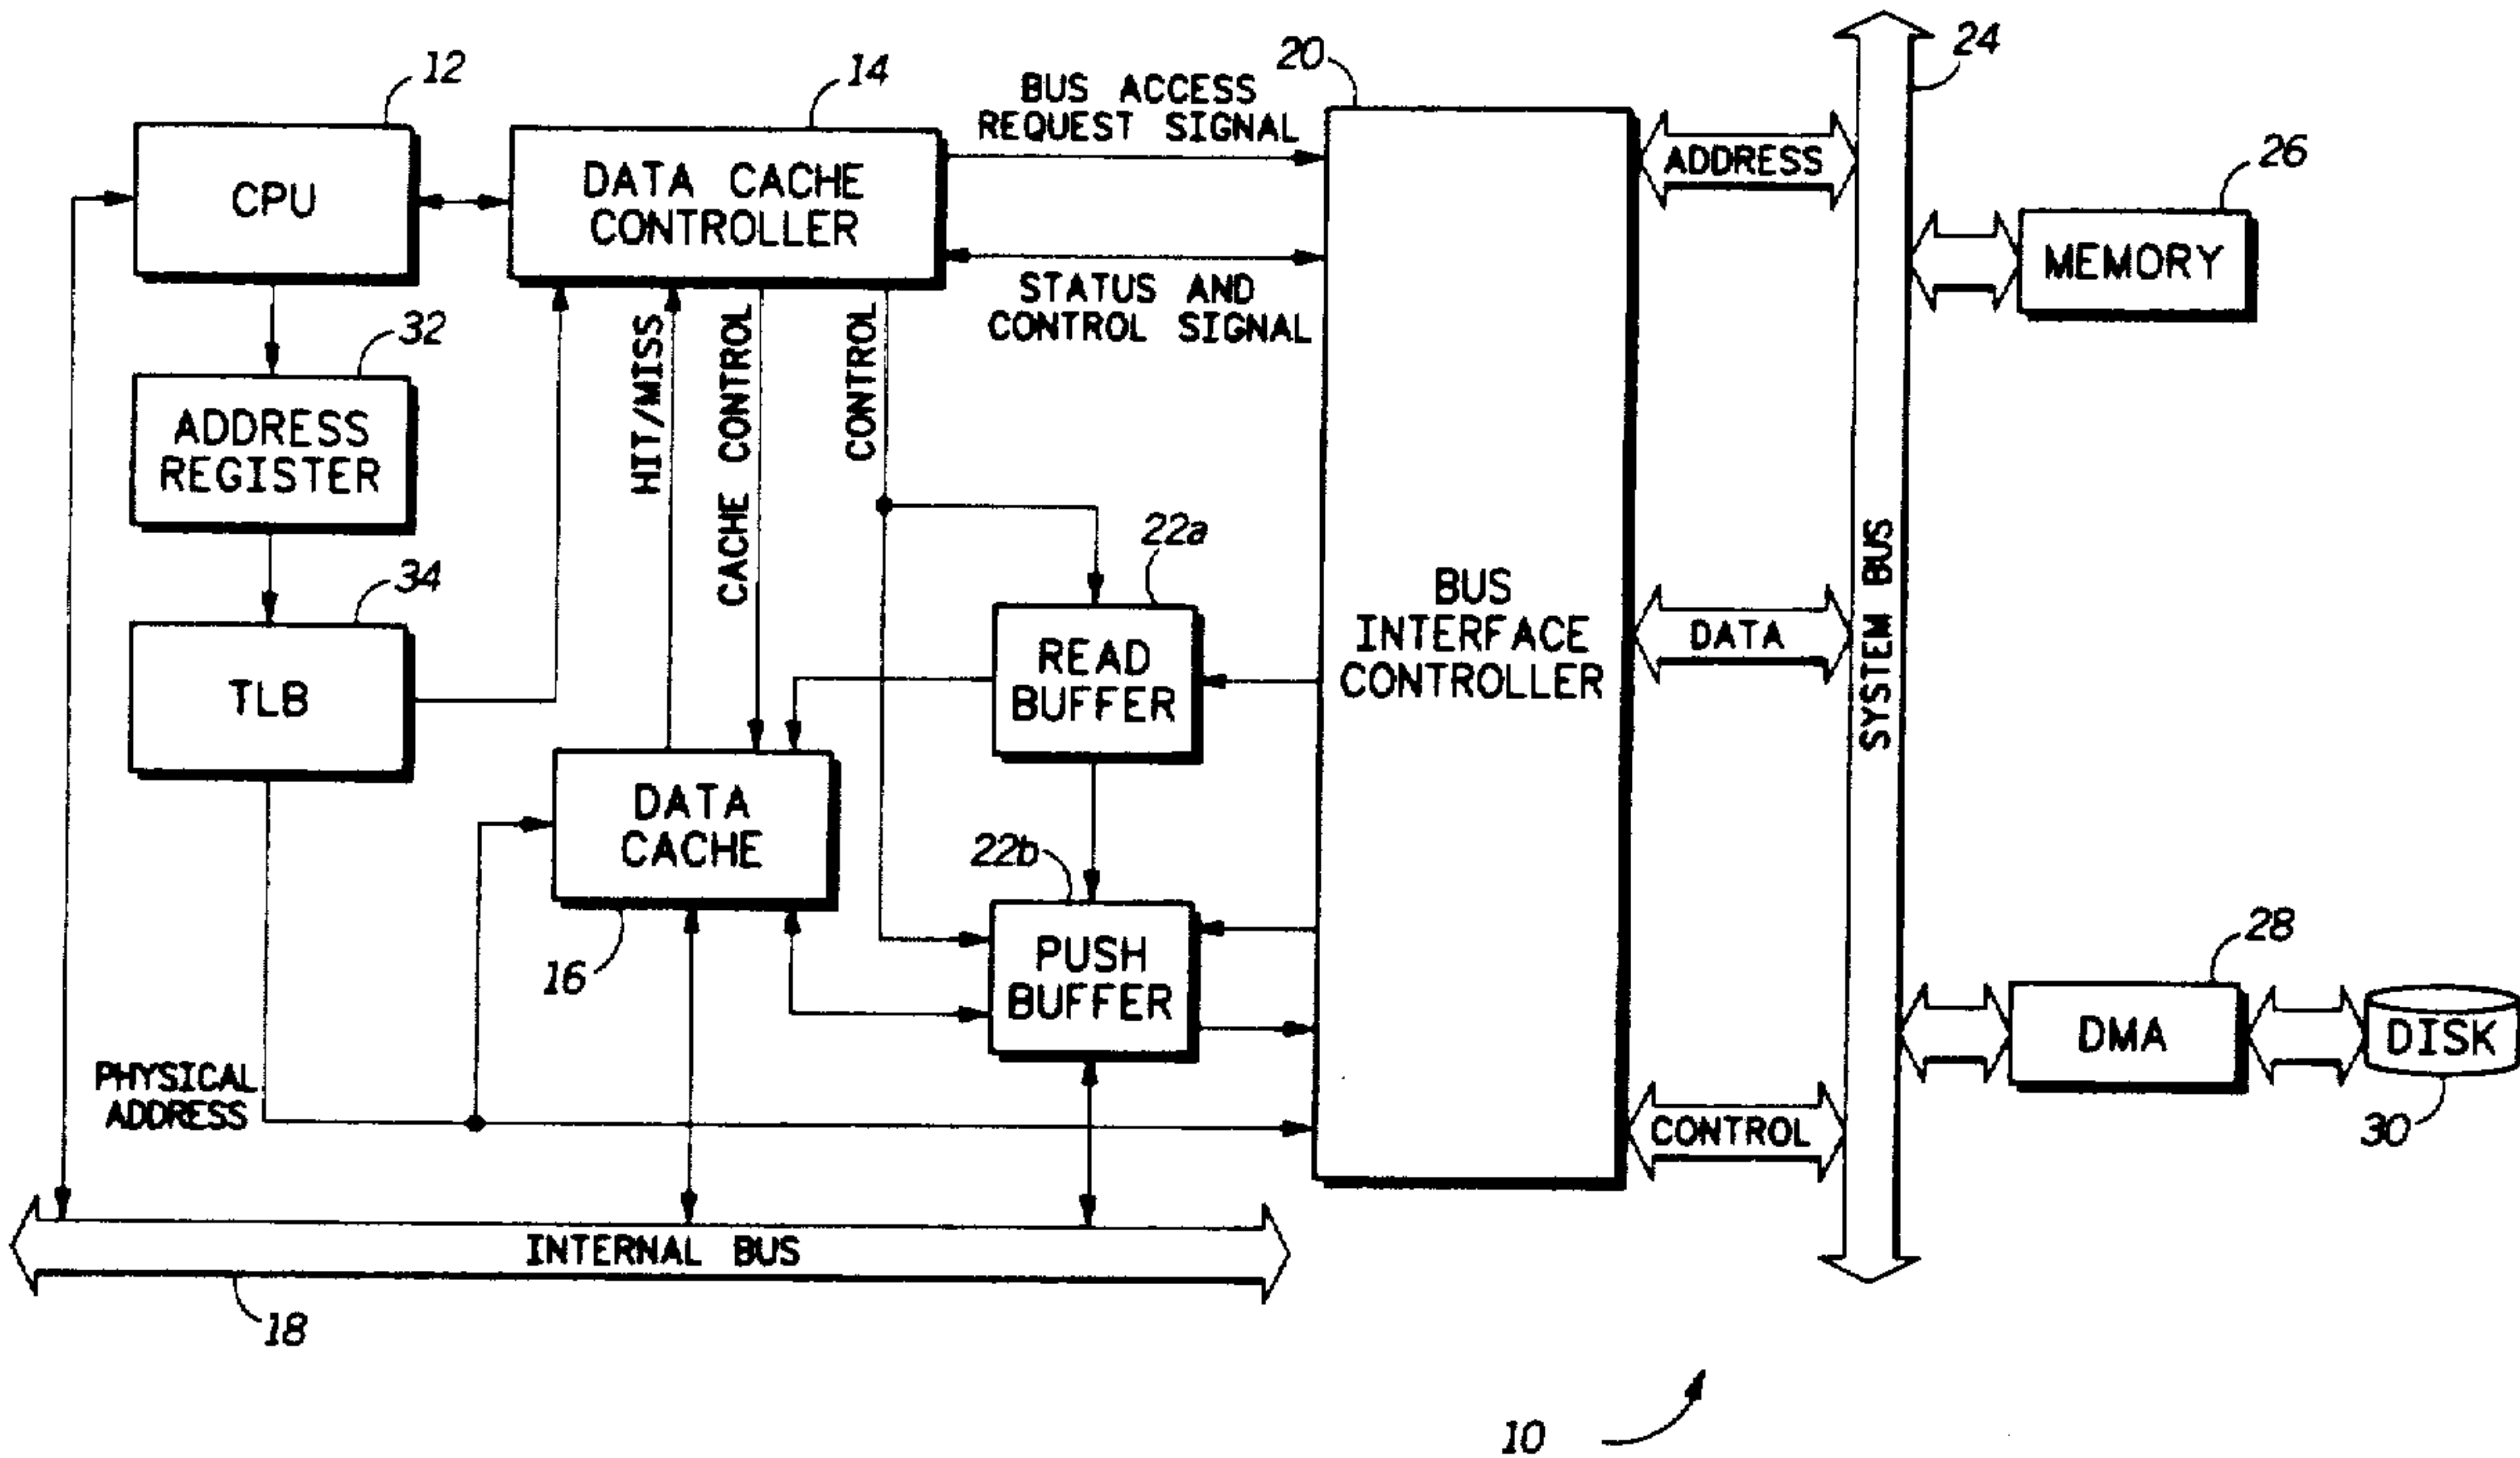 12
14
20
24
BUS ACCESS
REQUEST SIGNAL
CPU
DATA CACHE
CONTROLLER
ADDRESS
26
MEMORY
STATUS AND
CONTROL SIGNAL
32
HIT/MISS
CACHE CONTROL
CONTROL
ADDRESS
REGISTER
34
22a
TLB
READ
BUFFER
BUS
INTERFACE
CONTROLLER
DATA
SYSTEM BUS
DATA
CACHE
16
22b
PUSH
BUFFER
28
DMA
DISK
30
PHYSICAL
ADDRESS
CONTROL
INTERNAL BUS
18
10